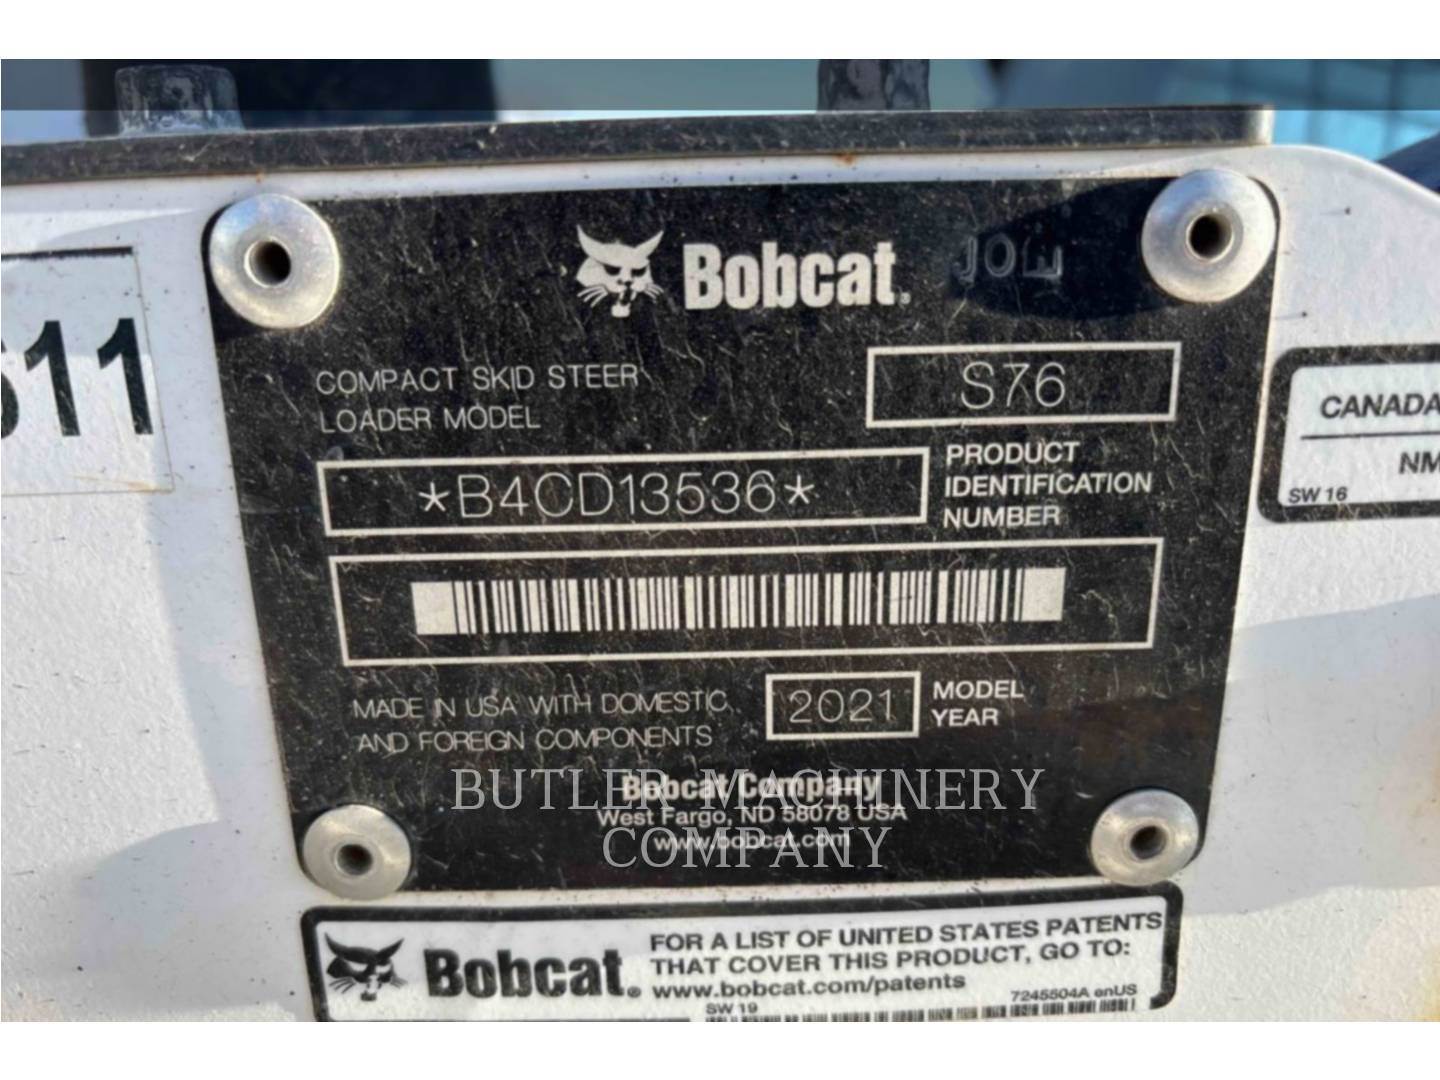 Bobcat.
JOE
COMPACT SKID STEER
LOADER MODEL
S76
*B4CD13536*
PRODUCT
IDENTIFICATION
NUMBER
MADE IN USA WITH DOMESTIC
AND FOREIGN COMPONENTS
2021
MODEL
YEAR
Bobcat Company
West Fargo, ND 58078 USA
www.bobcat.com
BUTLER MACHINERY
COMPANY
Bobcat®
FOR A LIST OF UNITED STATES PATENTS
THAT COVER THIS PRODUCT, GO TO:
www.bobcat.com/patents
7245504A enUS
SW 19
11
CANADA
NM
SW 16